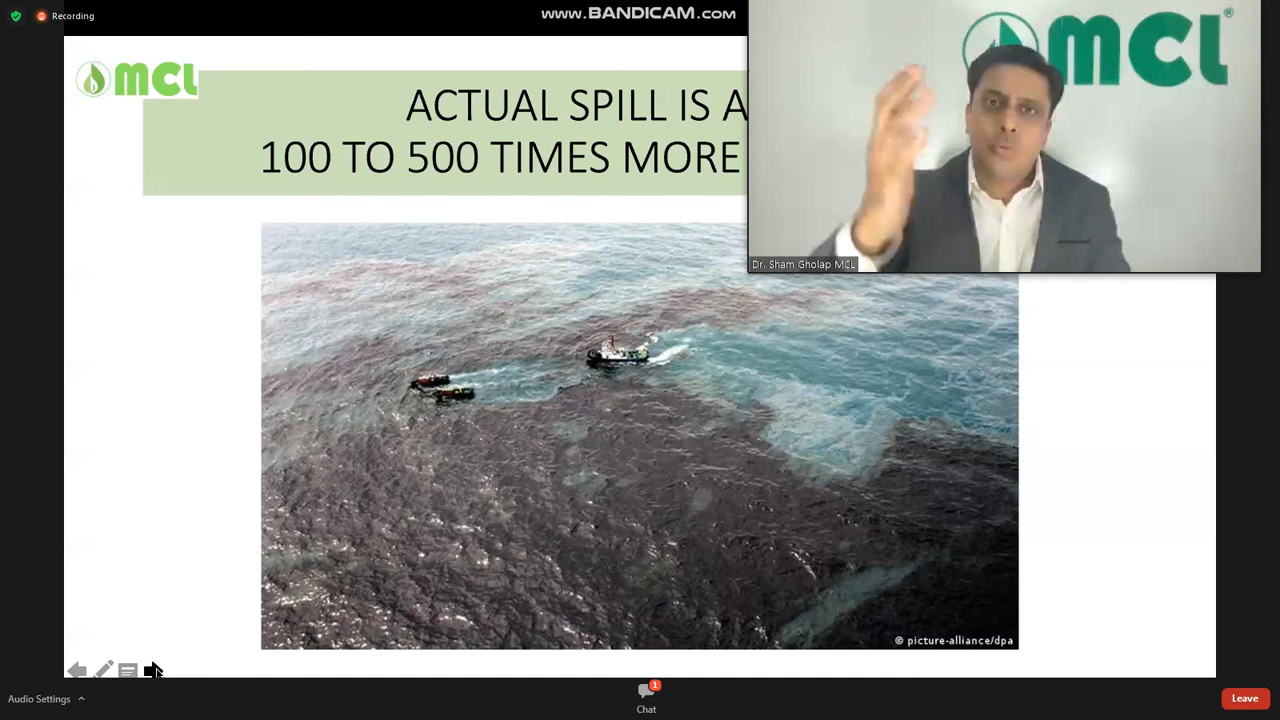 Recording
www.BANDICAM.com
MCL
MCL®
ACTUAL SPILL IS A
100 TO 500 TIMES MORE
Dr. Sham Gholap MCL
© picture-alliance/dpa
Audio Settings
1
Chat
Leave